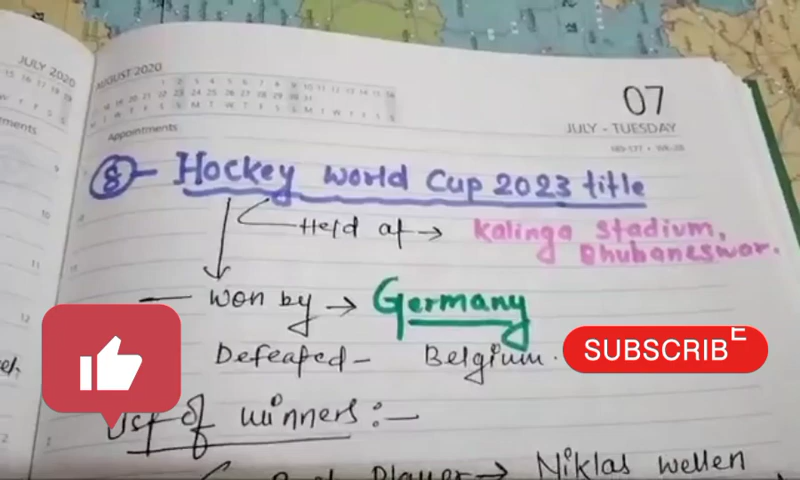 JULY 2020
AUGUST 2020
07
JULY - TUESDAY
Appointments
8 - Hockey world Cup 2023 title
Held at → Kalinga Stadium,
Bhubaneswar.
— Won by → Germany
Defeated - Belgium.
SUBSCRIBE
List of winners :-
Best Player → Niklas wellen